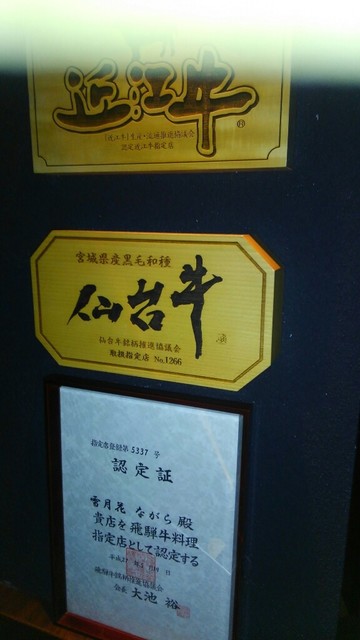 近江牛
®
「近江牛」生産・流通推進協議会
認定近江牛指定店
宮城県産黒毛和種
仙台牛
仙台牛銘柄推進協議会
取扱指定店 No.1266
指定店登録第 5337 号
認定証
雪月花 ながら 殿
貴店を飛騨牛料理
指定店として認定する
飛騨牛銘柄推進協議会
会長 大池 裕